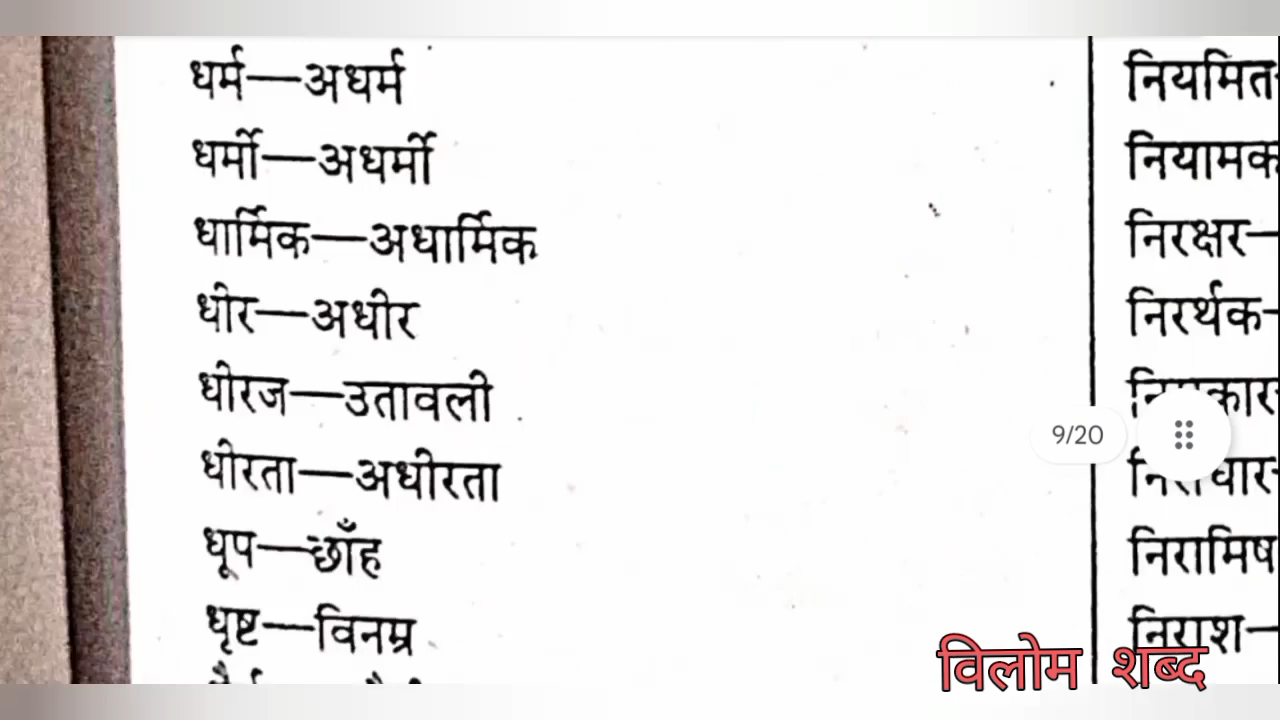 धर्म—अधर्म
धर्मी—अधर्मी
धार्मिक—अधार्मिक
धीर—अधीर
धीरज—उतावली
धीरता—अधीरता
धूप—छाँह
धृष्ट—विनम्र
नियमित
नियामक
निरक्षर—
निरर्थक—
9/20
निरामिष
निराश—
विलोम शब्द